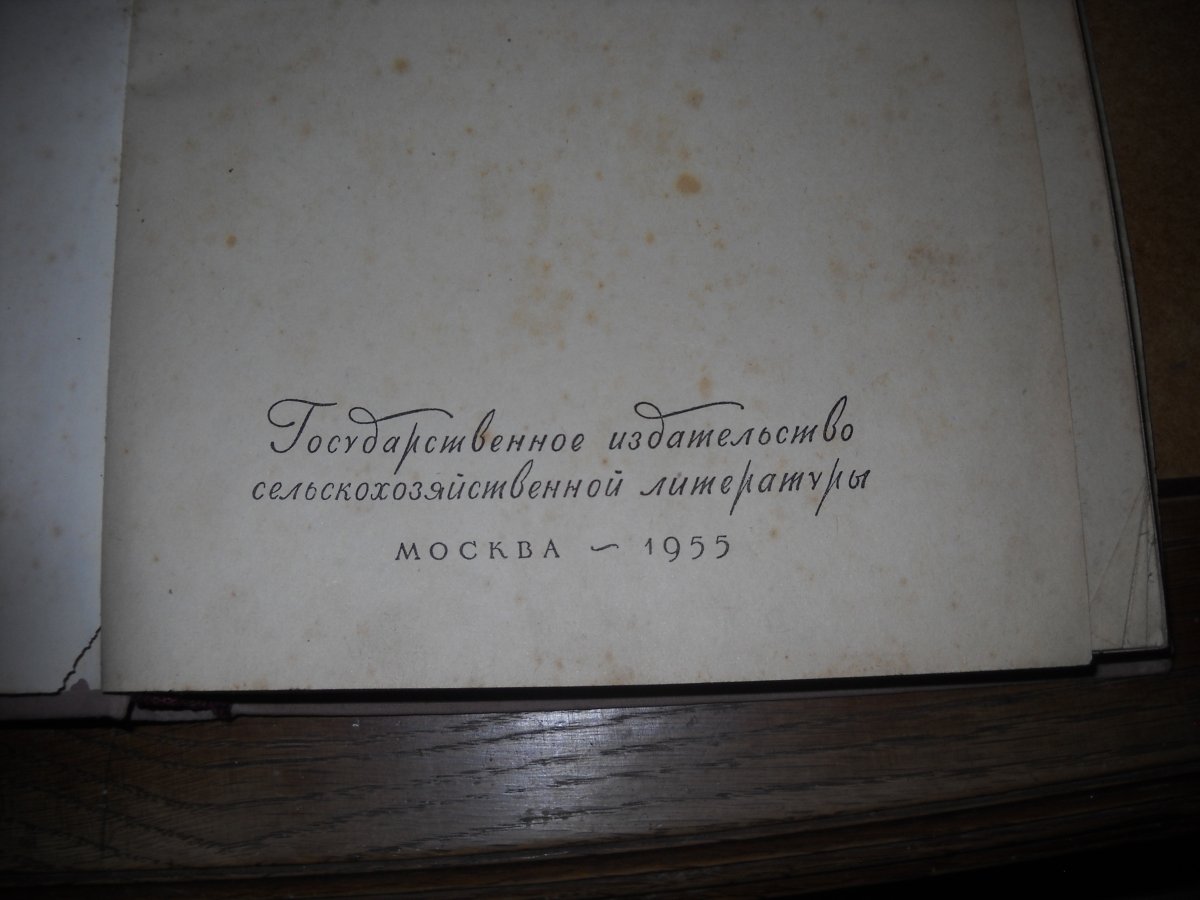 Государственное издательство
сельскохозяйственной литературы
МОСКВА ~ 1955